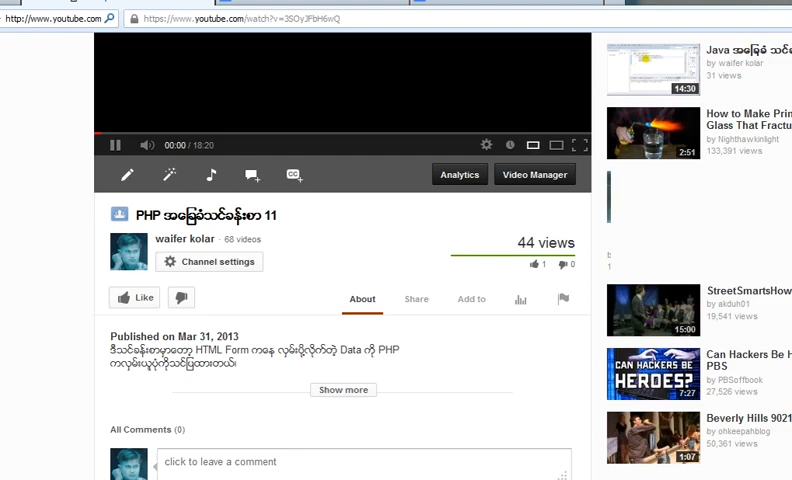 http://www.youtube.com
https://www.youtube.com/watch?v=3SOyJFbH6wQ
00:00 / 18:20
Analytics
Video Manager
PHP အခြေခံသင်ခန်းစာ 11
waifer kolar · 68 videos
Channel settings
44 views
1
0
Like
About
Share
Add to
Published on Mar 31, 2013
ဒီသင်ခန်းစာမှာတော့ HTML Form ကနေ လှမ်းပို့လိုက်တဲ့ Data ကို PHP
ကလှမ်းယူပုံကိုသင်ပြထားတယ်၊
Show more
All Comments (0)
click to leave a comment
Java အခြေခံ သင်ခ
by waifer kolar
31 views
14:30
How to Make Prin
Glass That Fractu
by Nighthawkinlight
133,391 views
2:51
StreetSmartsHow
by akduh01
19,541 views
15:00
Can Hackers Be H
PBS
by PBSoffbook
27,526 views
CAN HACKERS BE
HEROES?
7:27
Beverly Hills 9021
by ohkeepahblog
50,361 views
1:07